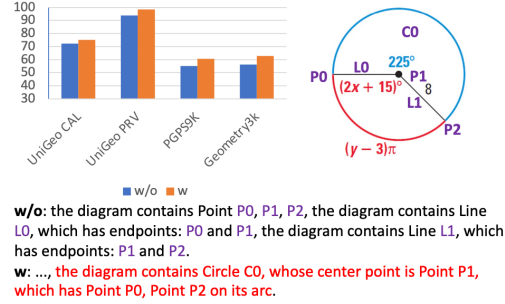 100
90
80
70
60
50
40
30
UniGeo CAL
UniGeo PRV
PGPS9K
Geometry3k
w/o w
C0
225°
P0 L0 P1
(2x + 15)° 8
L1
P2
(y – 3)π
w/o: the diagram contains Point P0, P1, P2, the diagram contains Line
L0, which has endpoints: P0 and P1, the diagram contains Line L1, which
has endpoints: P1 and P2.
w: ..., the diagram contains Circle C0, whose center point is Point P1,
which has Point P0, Point P2 on its arc.